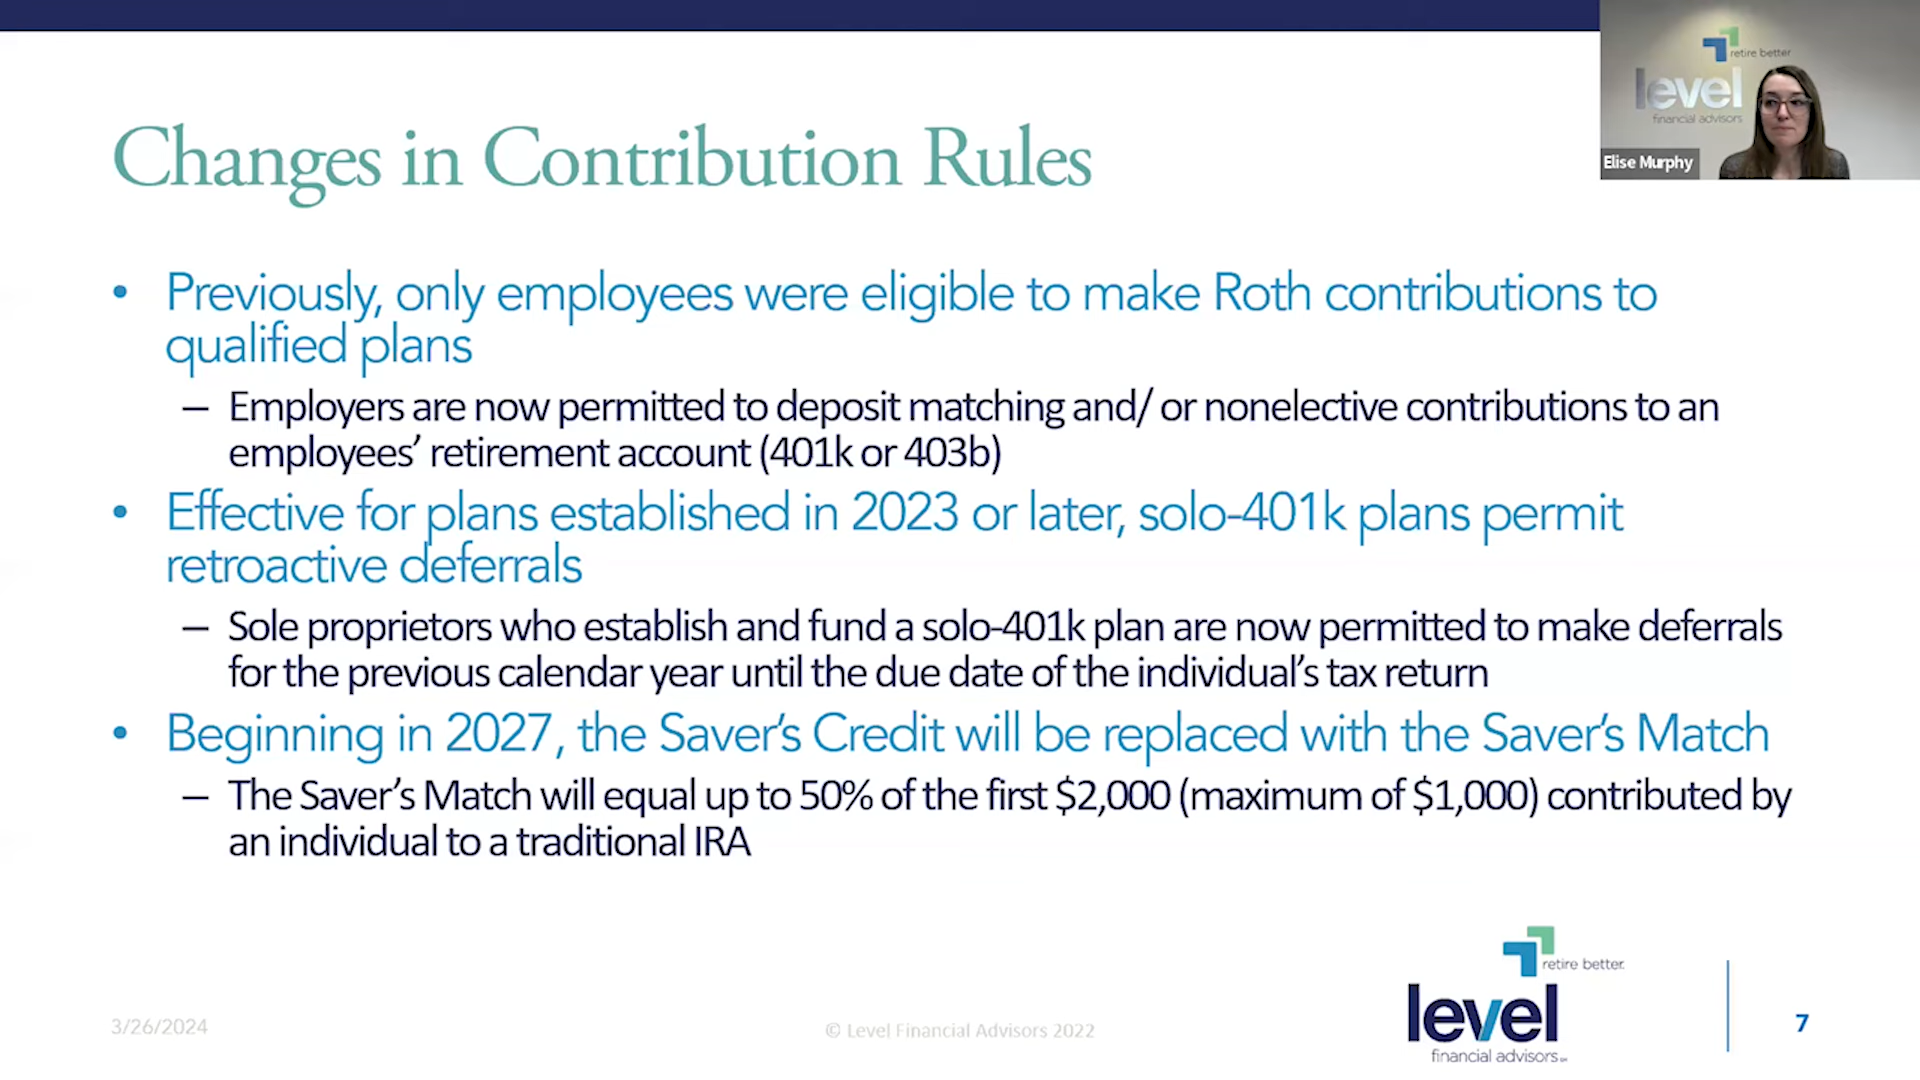 retire better
level
financial advisors
Elise Murphy
Changes in Contribution Rules
• Previously, only employees were eligible to make Roth contributions to
qualified plans
– Employers are now permitted to deposit matching and/ or nonelective contributions to an
employees’ retirement account (401k or 403b)
• Effective for plans established in 2023 or later, solo-401k plans permit
retroactive deferrals
– Sole proprietors who establish and fund a solo-401k plan are now permitted to make deferrals
for the previous calendar year until the due date of the individual’s tax return
• Beginning in 2027, the Saver’s Credit will be replaced with the Saver’s Match
– The Saver’s Match will equal up to 50% of the first $2,000 (maximum of $1,000) contributed by
an individual to a traditional IRA
retire better.
level
financial advisors
3/26/2024
© Level Financial Advisors 2022
7